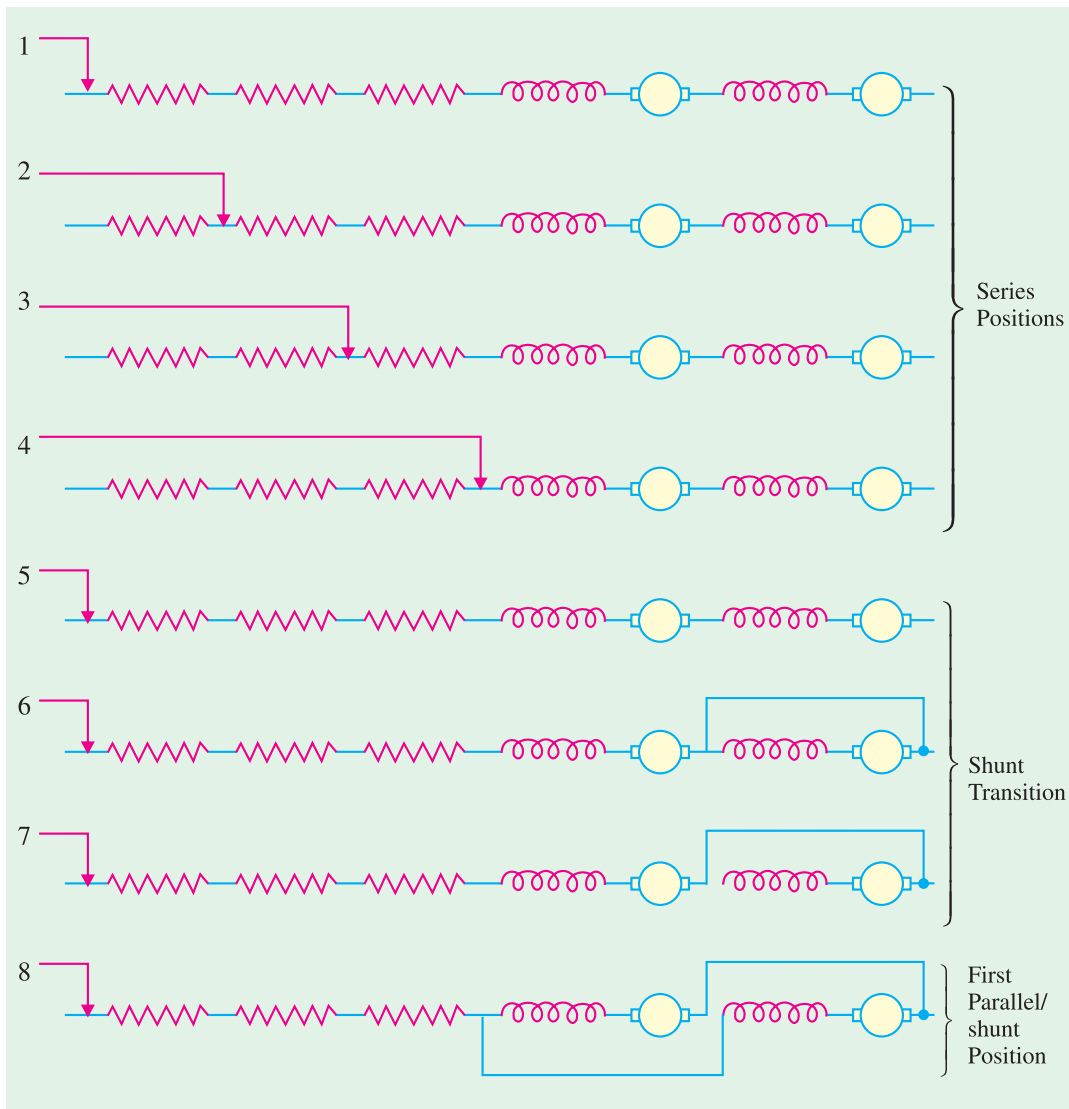 1
2
3
Series
Positions
4
5
6
Shunt
Transition
7
8
First
Parallel/
shunt
Position